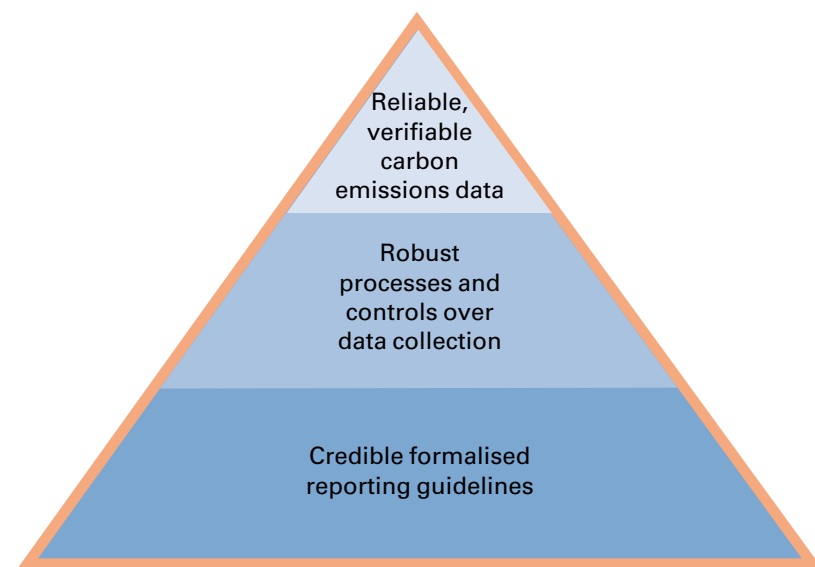 Reliable,
verifiable
carbon
emissions data
Robust
processes and
controls over
data collection
Credible formalised
reporting guidelines